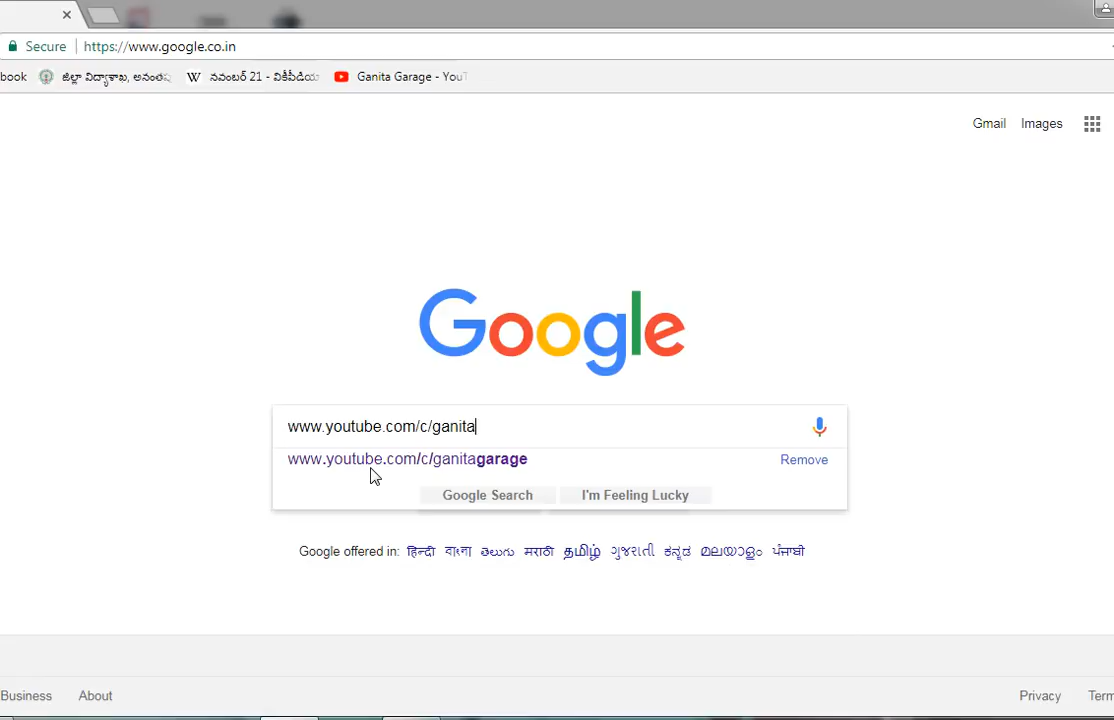 Secure https://www.google.co.in
book జిల్లా విద్యాశాఖ, అనంతపు నవంబర్ 21 - వికీపీడియా Ganita Garage - YouT
Gmail Images
Google
www.youtube.com/c/ganita
www.youtube.com/c/ganitagarage Remove
Google Search I'm Feeling Lucky
Google offered in: हिन्दी বাংলা తెలుగు मराठी தமிழ் ગુજરાતી ಕನ್ನಡ മലയാളം ਪੰਜਾਬੀ
Business About Privacy Term